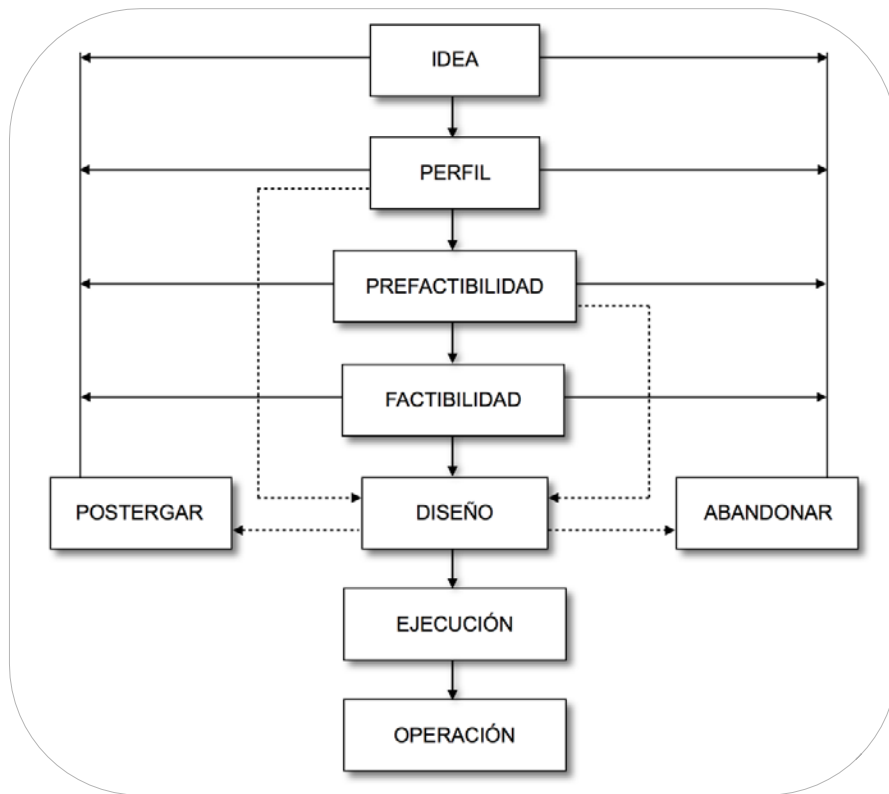 IDEA
PERFIL
PREFACTIBILIDAD
FACTIBILIDAD
POSTERGAR
DISEÑO
ABANDONAR
EJECUCIÓN
OPERACIÓN